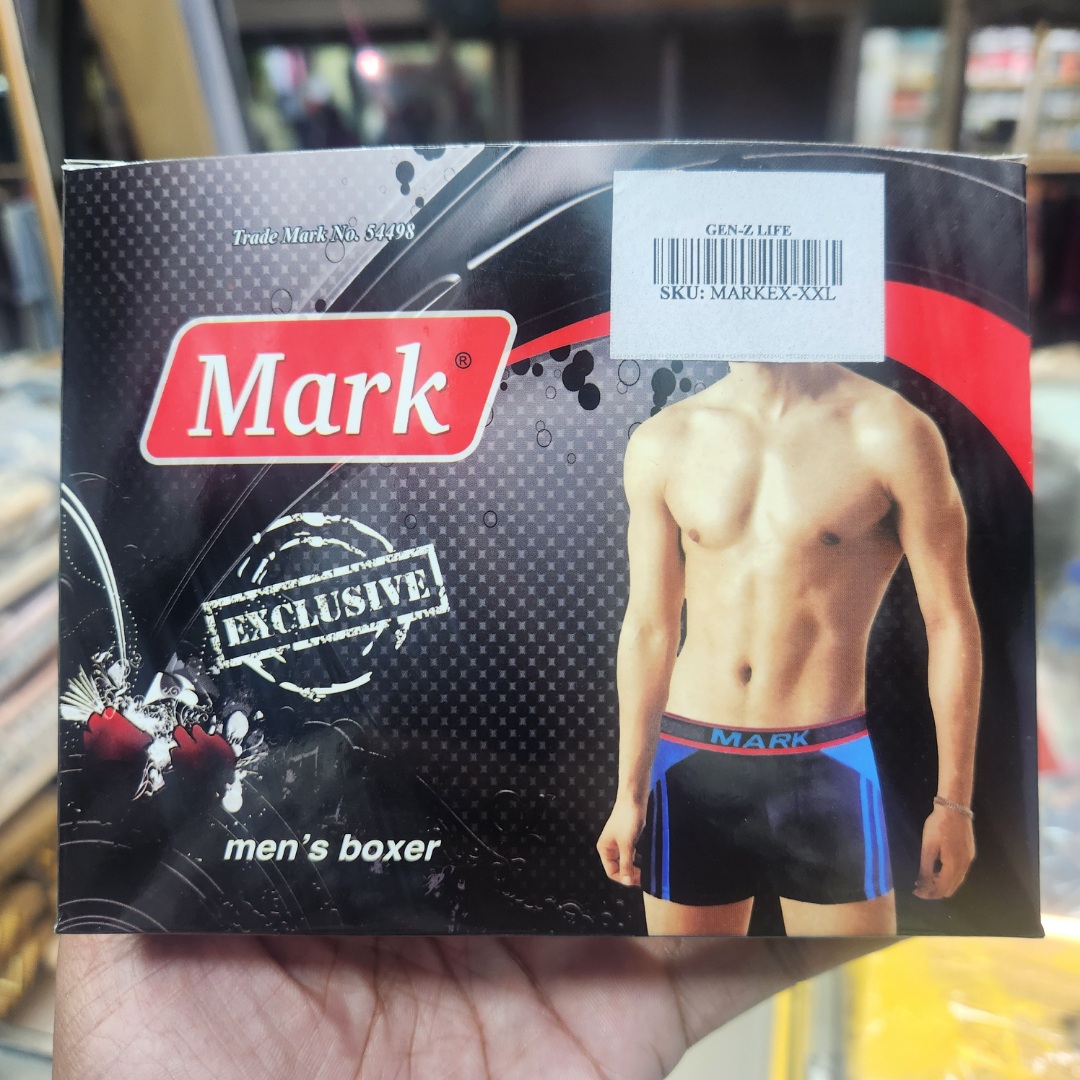 Trade Mark No. 54498
GEN-Z LIFE
SKU: MARKEX-XXL
Mark®
EXCLUSIVE
MARK
men's boxer